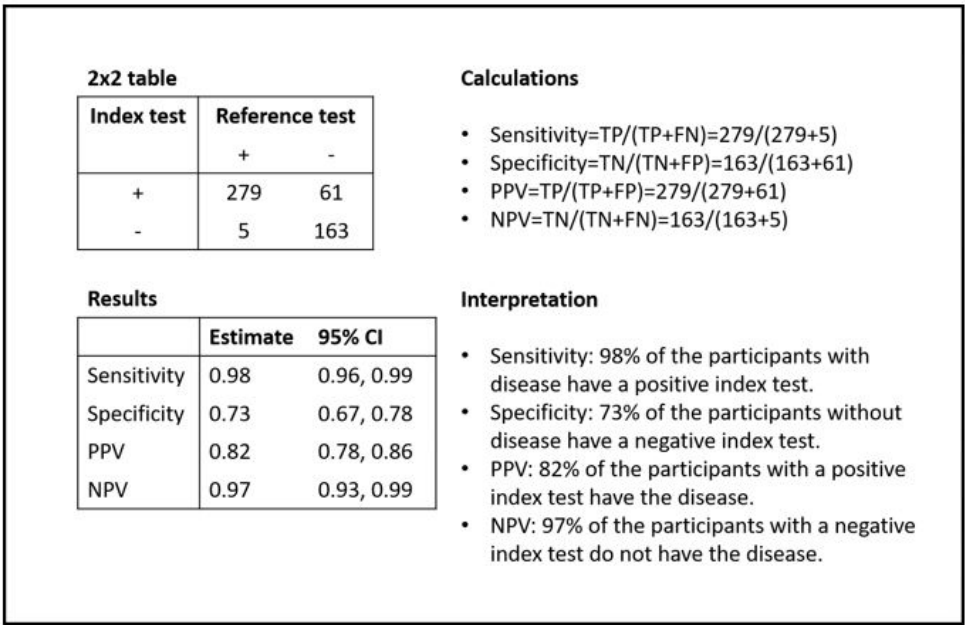 2x2 table
Index test Reference test
+ -
+ 279 61
- 5 163
Calculations
• Sensitivity=TP/(TP+FN)=279/(279+5)
• Specificity=TN/(TN+FP)=163/(163+61)
• PPV=TP/(TP+FP)=279/(279+61)
• NPV=TN/(TN+FN)=163/(163+5)
Results
Estimate 95% CI
Sensitivity 0.98 0.96, 0.99
Specificity 0.73 0.67, 0.78
PPV 0.82 0.78, 0.86
NPV 0.97 0.93, 0.99
Interpretation
• Sensitivity: 98% of the participants with
disease have a positive index test.
• Specificity: 73% of the participants without
disease have a negative index test.
• PPV: 82% of the participants with a positive
index test have the disease.
• NPV: 97% of the participants with a negative
index test do not have the disease.